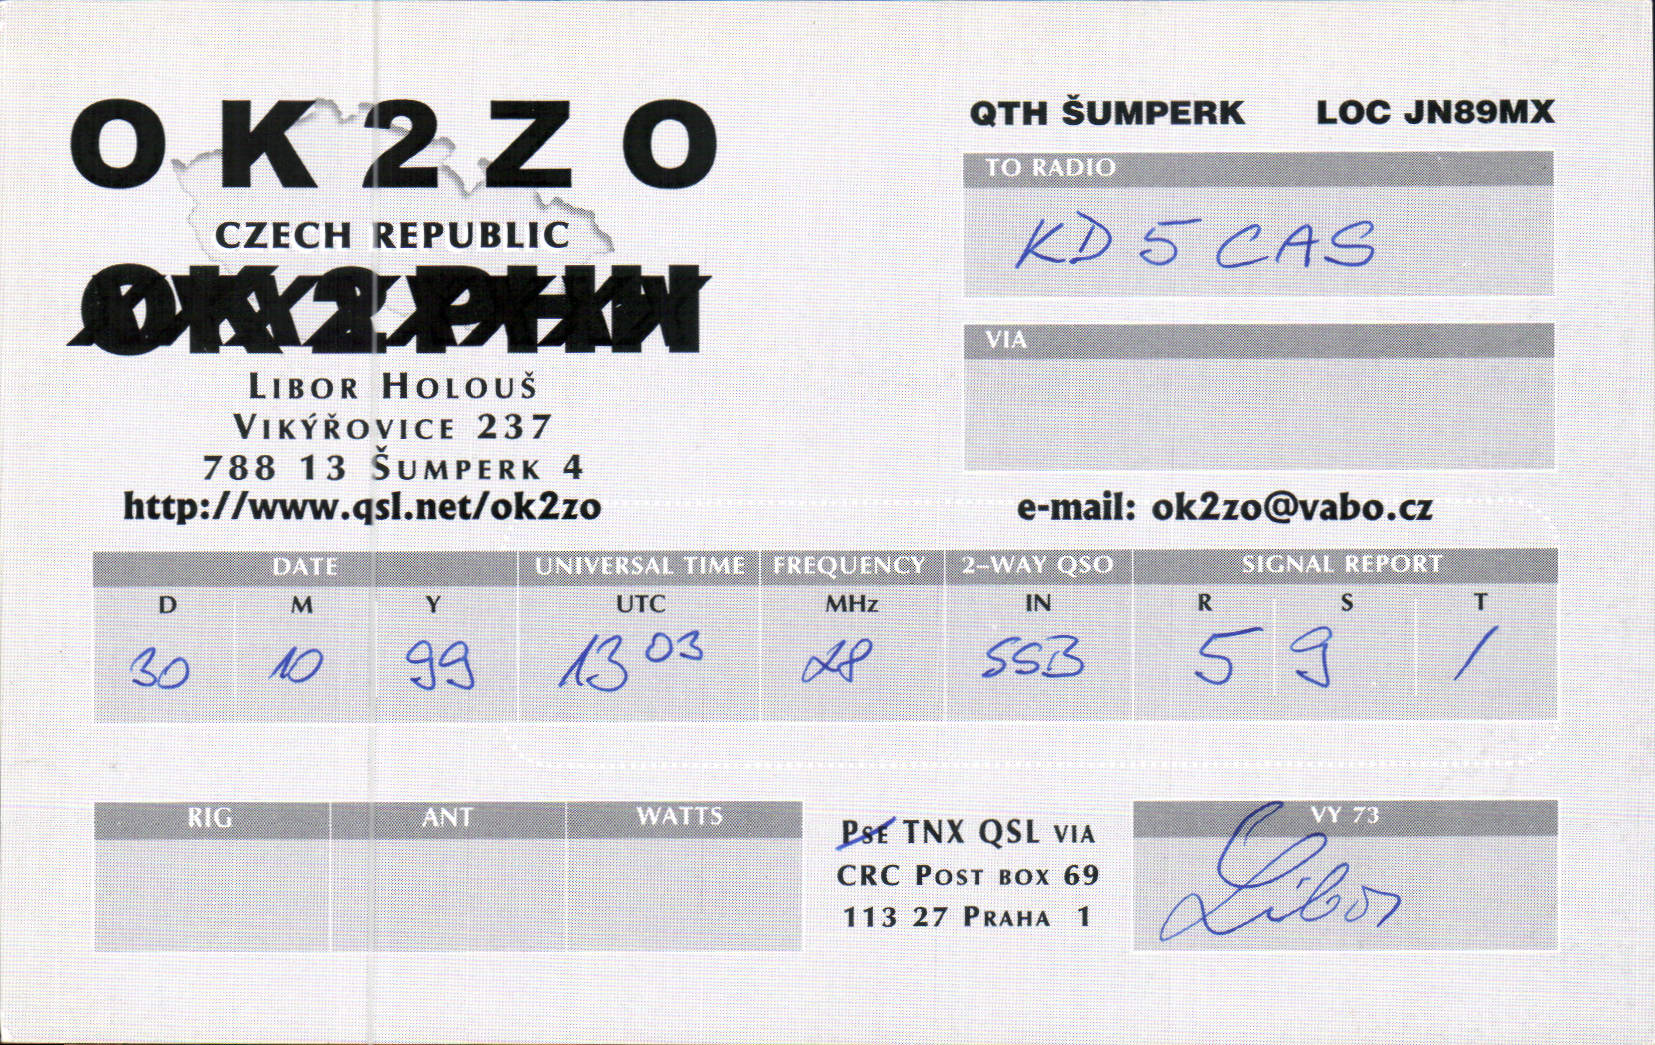 OK2ZO
CZECH REPUBLIC
OK2PHI
LIBOR HOLOUŠ
VIKÝŘOVICE 237
788 13 ŠUMPERK 4
http://www.qsl.net/ok2zo
QTH ŠUMPERK LOC JN89MX
TO RADIO
KD5CAS
VIA
e-mail: ok2zo@vabo.cz
DATE UNIVERSAL TIME FREQUENCY 2-WAY QSO SIGNAL REPORT
D M Y UTC MHz IN R S T
30 10 99 13 03 28 SSB 5 9 /
RIG ANT WATTS
PSE TNX QSL VIA
CRC POST BOX 69
113 27 PRAHA 1
VY 73
Libor